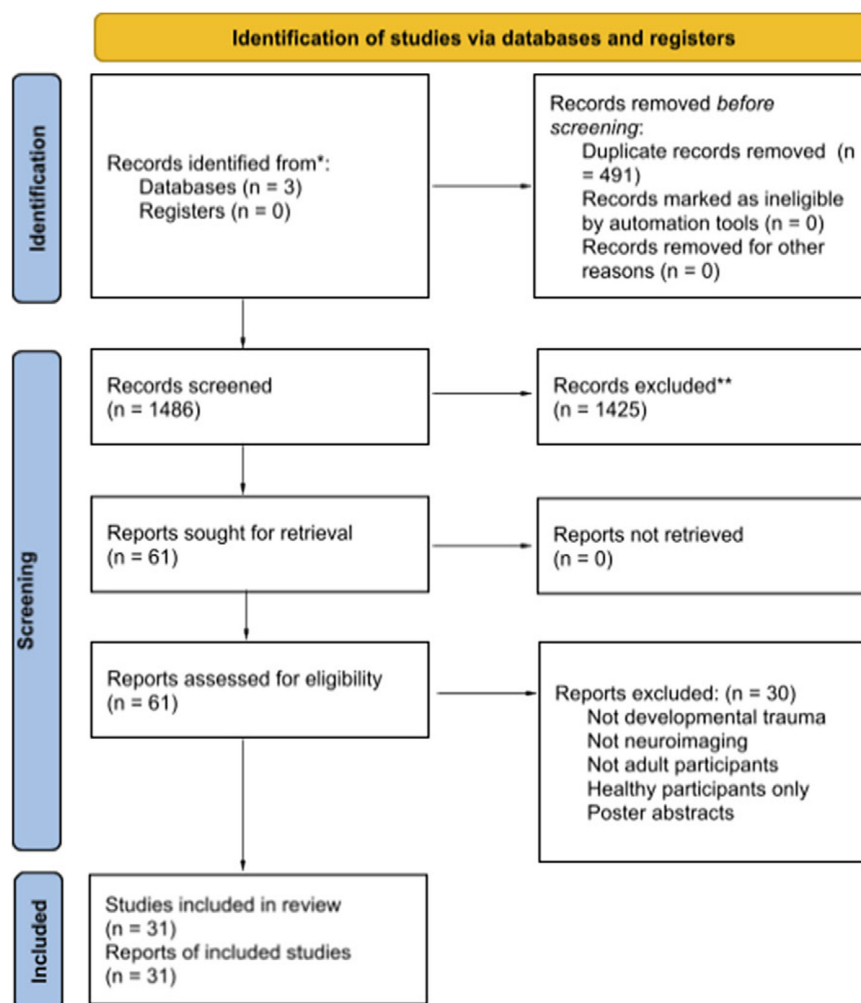 Identification of studies via databases and registers
Identification
Records identified from*:
Databases (n = 3)
Registers (n = 0)
Records removed before
screening:
Duplicate records removed (n
= 491)
Records marked as ineligible
by automation tools (n = 0)
Records removed for other
reasons (n = 0)
Screening
Records screened
(n = 1486)
Records excluded**
(n = 1425)
Reports sought for retrieval
(n = 61)
Reports not retrieved
(n = 0)
Reports assessed for eligibility
(n = 61)
Reports excluded: (n = 30)
Not developmental trauma
Not neuroimaging
Not adult participants
Healthy participants only
Poster abstracts
Included
Studies included in review
(n = 31)
Reports of included studies
(n = 31)